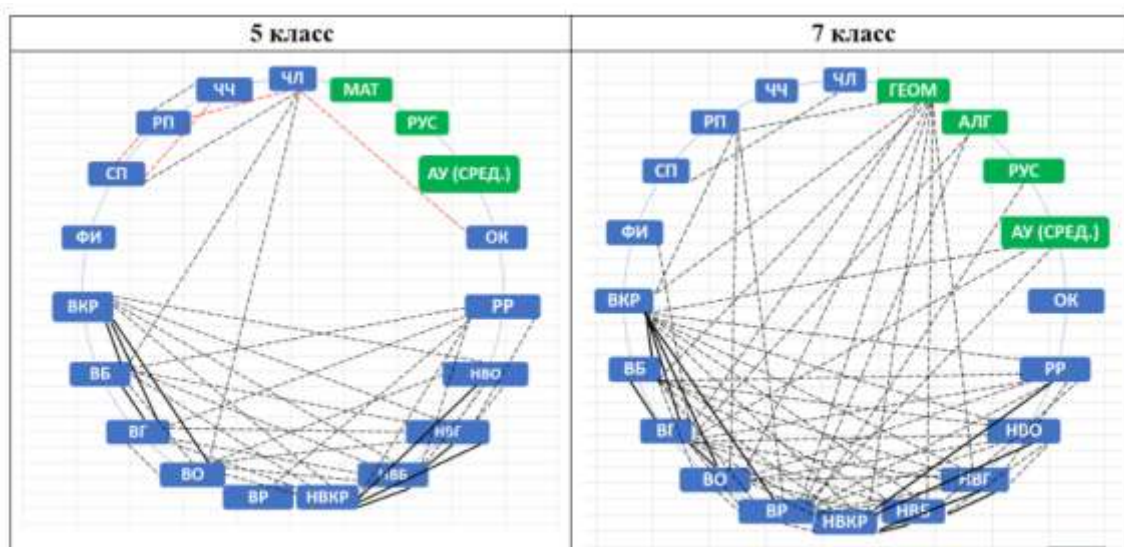 5 класс
7 класс
ЧЛ
ЧЧ
МАТ
РП
РУС
СП
АУ (СРЕД.)
ФИ
ОК
ВКР
РР
ВБ
НВО
ВГ
НВГ
ВО
НВБ
ВР
НВКР
ЧЛ
ЧЧ
ГЕОМ
РП
АЛГ
СП
РУС
ФИ
АУ (СРЕД.)
ВКР
ОК
ВБ
РР
ВГ
НВО
ВО
НВГ
ВР
НВБ
НВКР